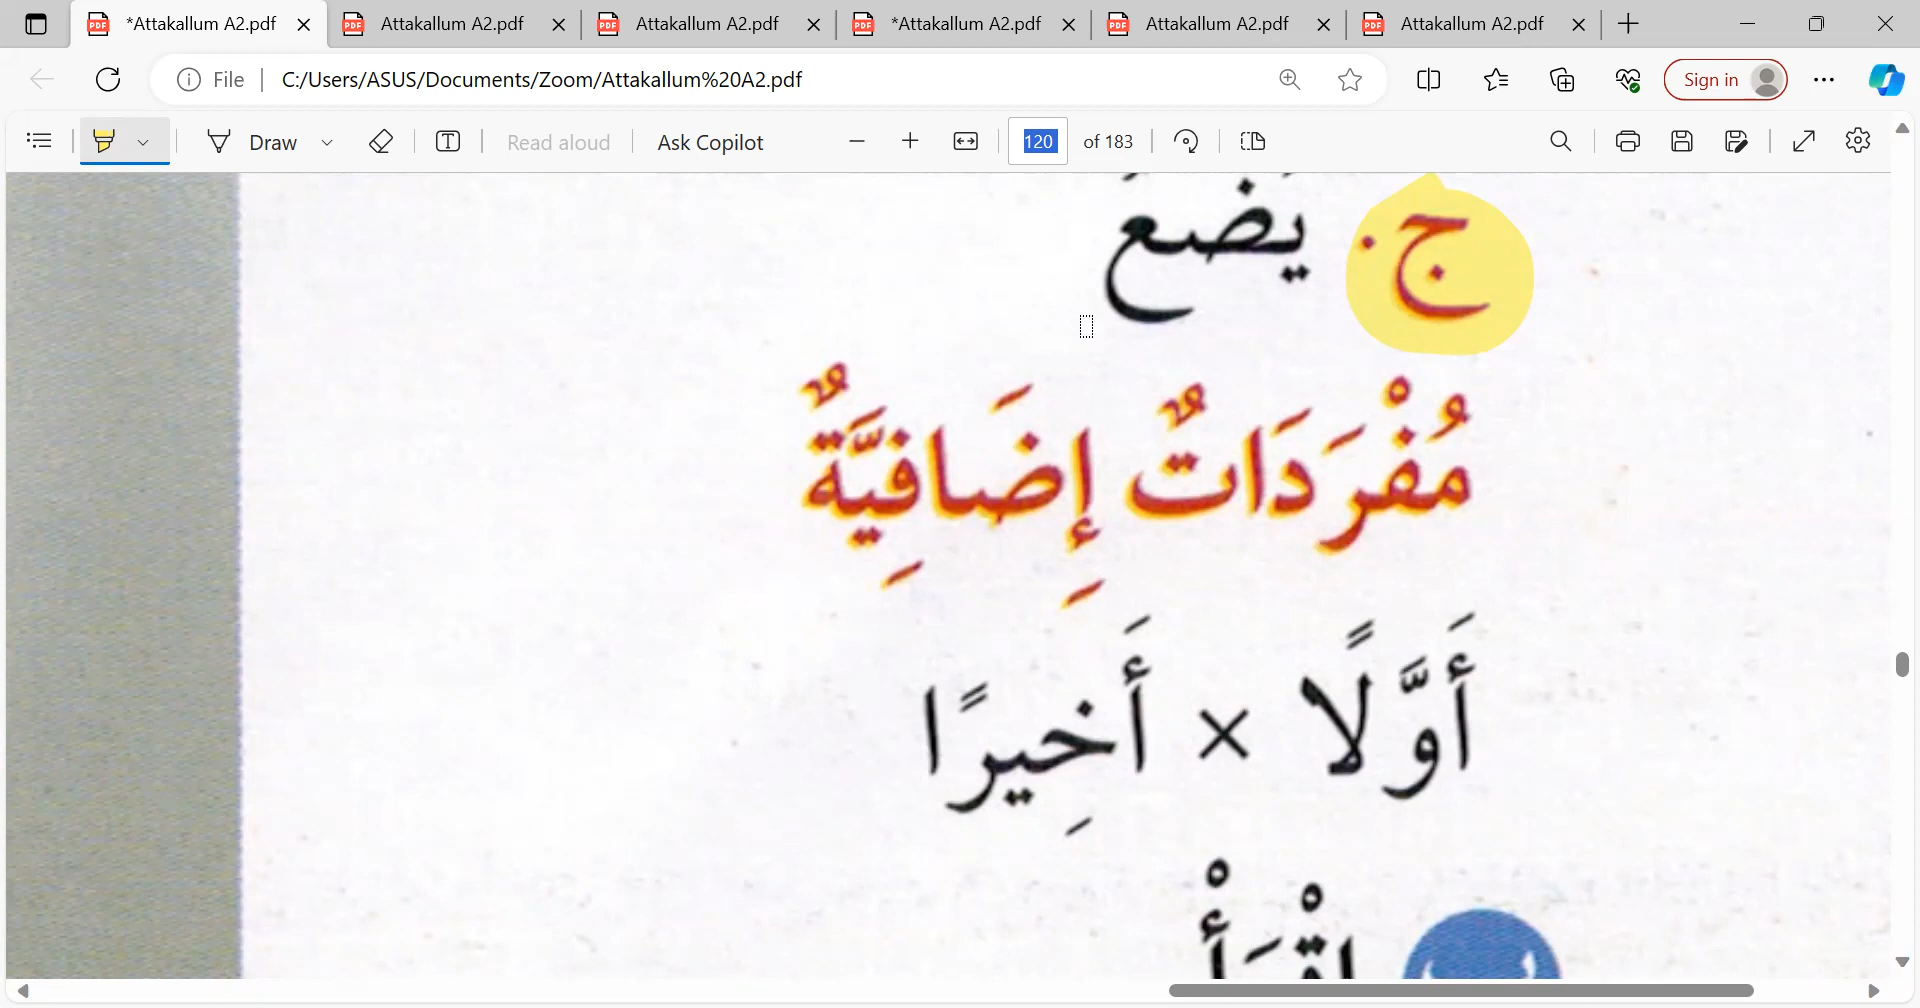 *Attakallum A2.pdf Attakallum A2.pdf Attakallum A2.pdf *Attakallum A2.pdf Attakallum A2.pdf Attakallum A2.pdf
File C:/Users/ASUS/Documents/Zoom/Attakallum%20A2.pdf Sign in
Draw Read aloud Ask Copilot 120 of 183
ج. يَضَعَ
مُفْرَدَاتٌ إِضَافِيَّةٌ
أَوَّلًا × أَخِيرًا